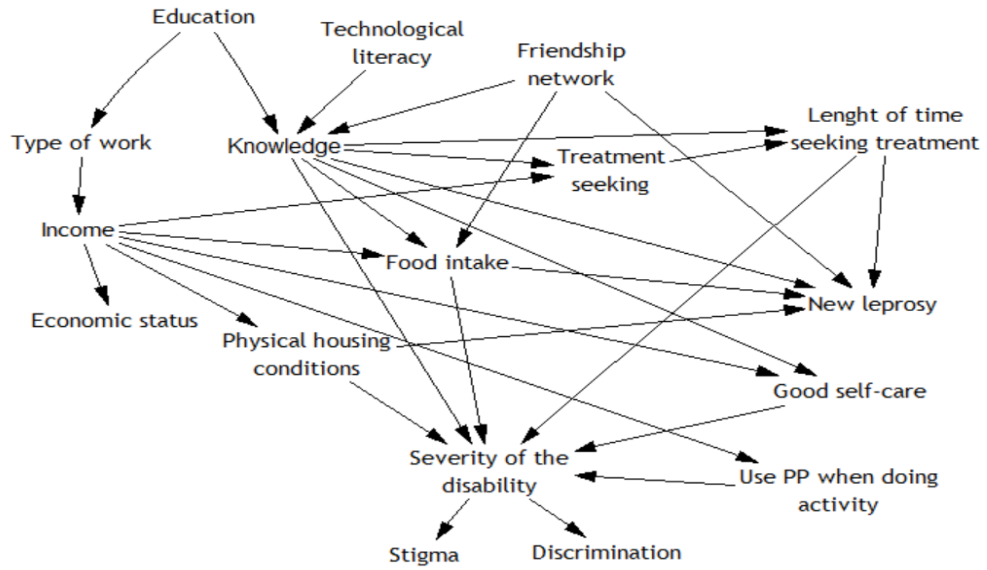 Education
Technological
literacy
Friendship
network
Lenght of time
seeking treatment
Type of work
Knowledge
Treatment
seeking
Income
Food intake
New leprosy
Economic status
Physical housing
conditions
Good self-care
Severity of the
disability
Use PP when doing
activity
Stigma
Discrimination